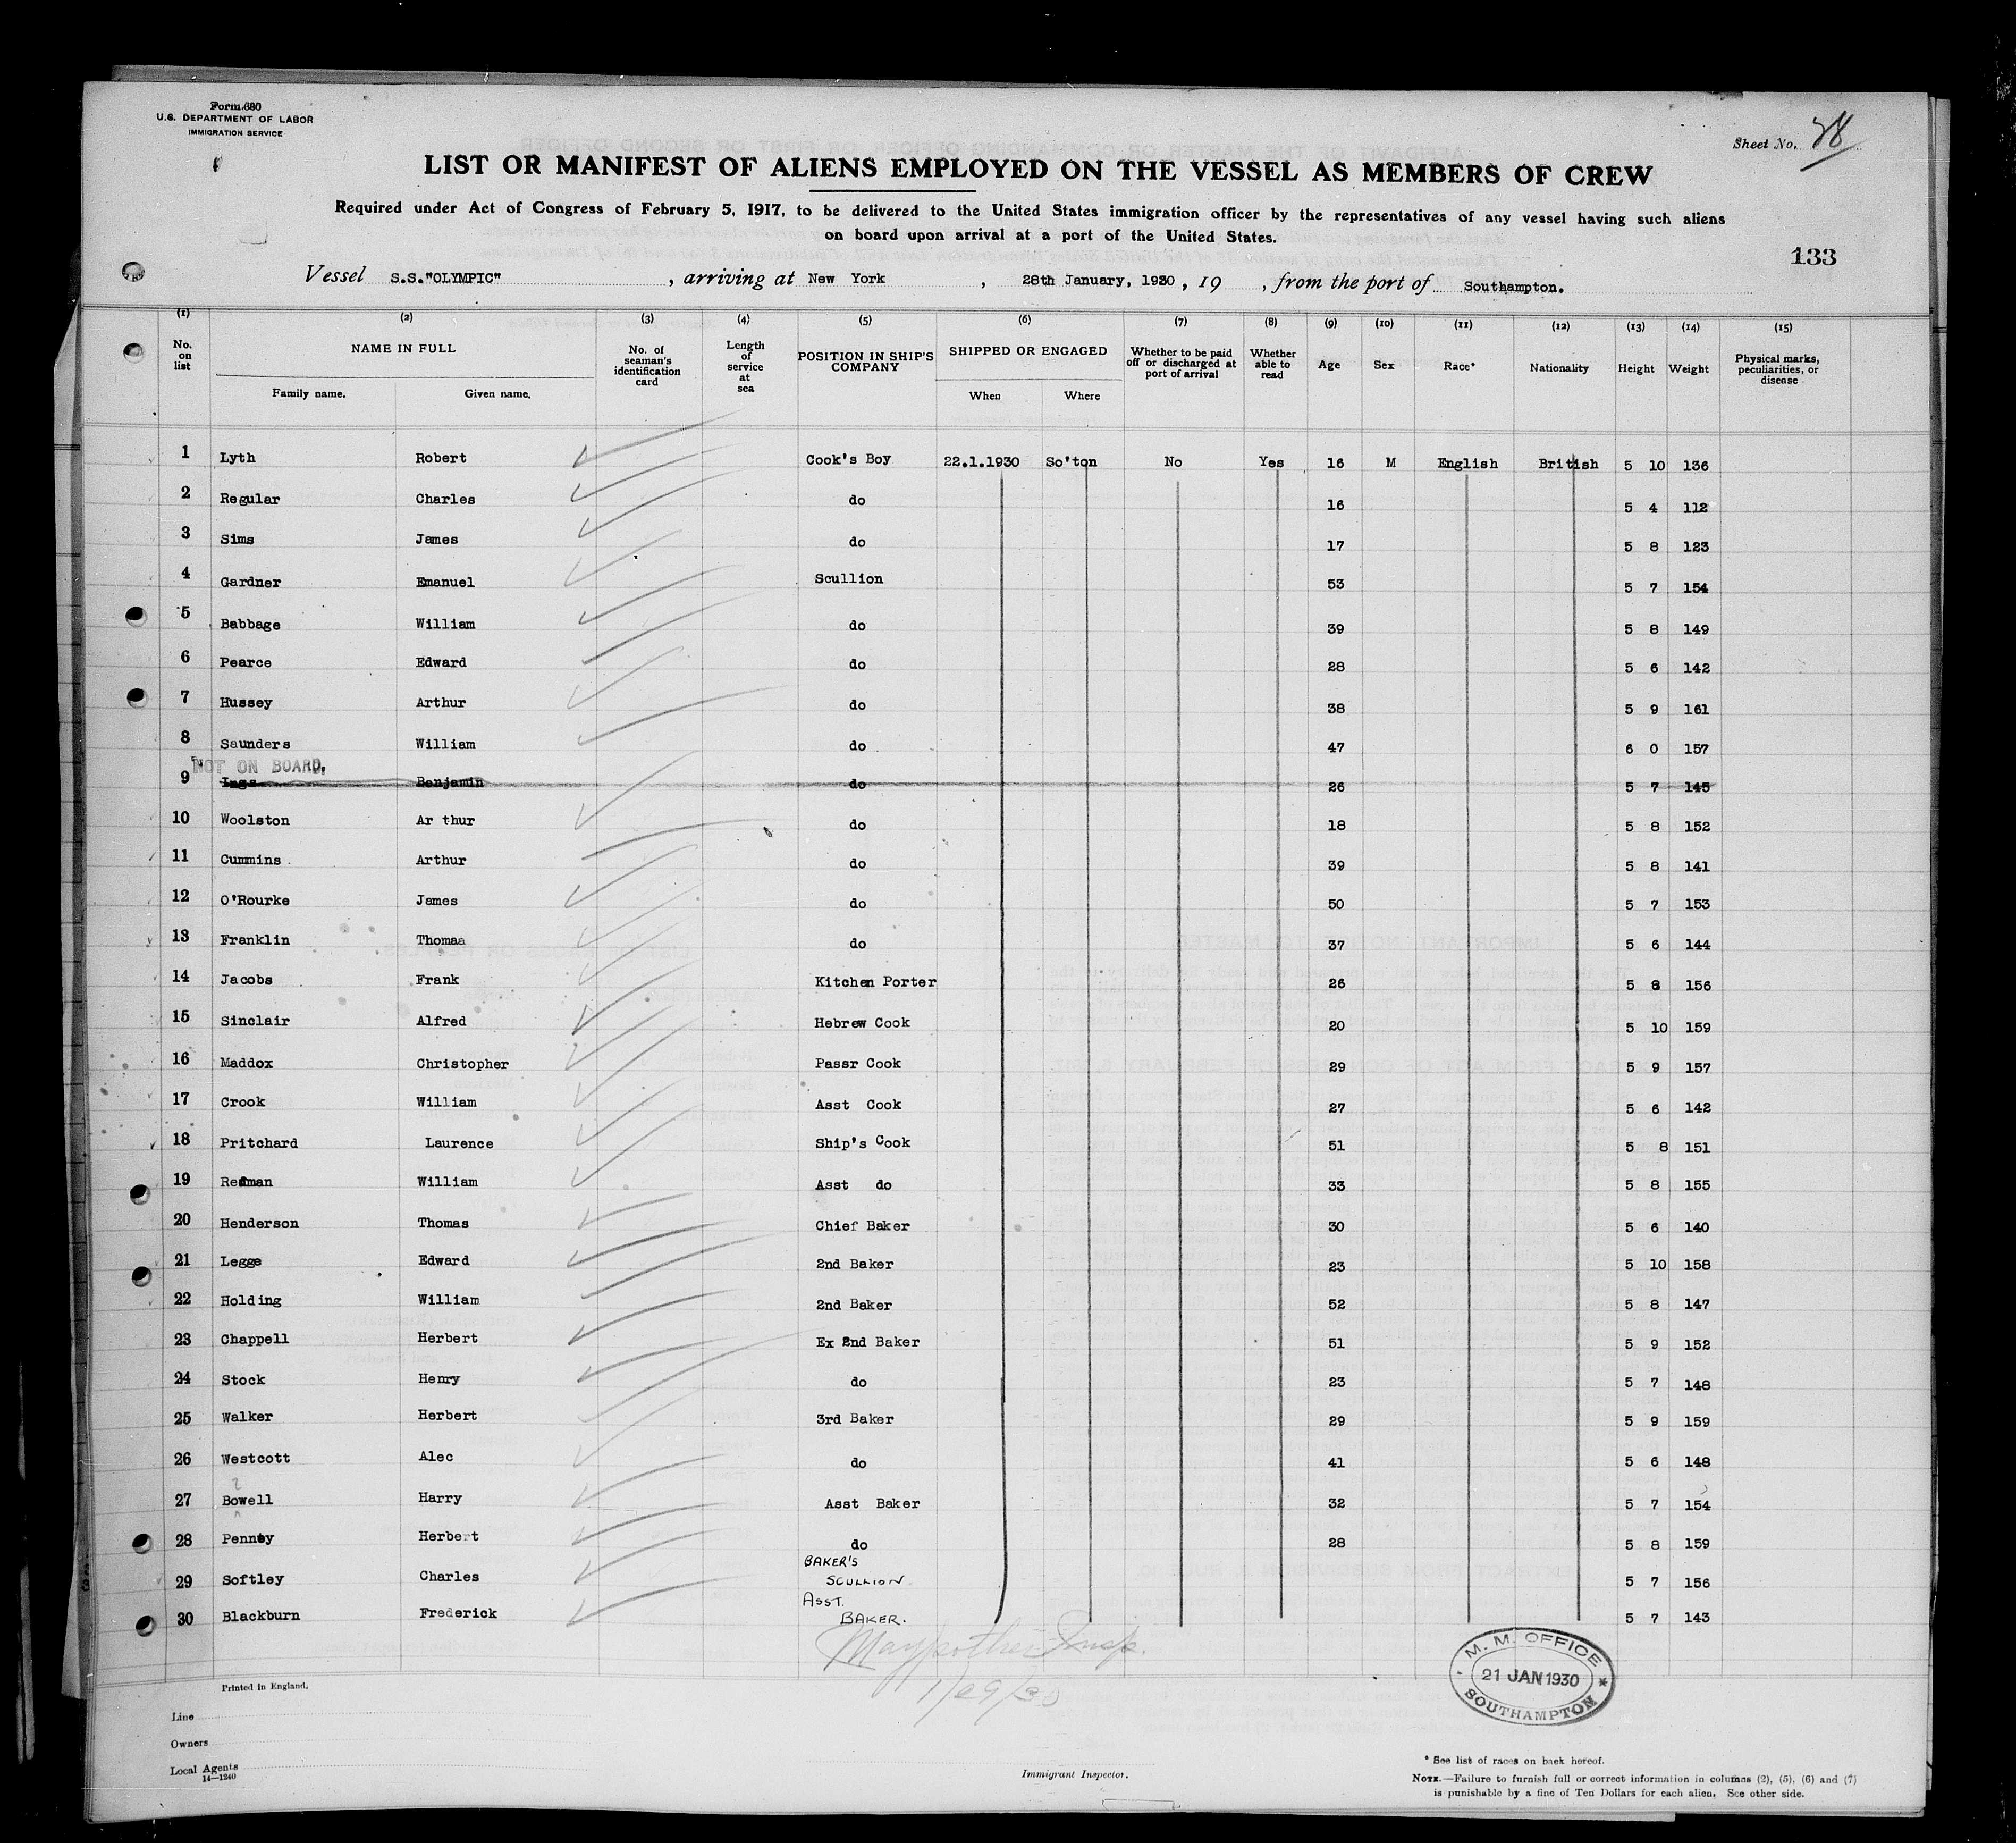 Form 680
U.S. DEPARTMENT OF LABOR
IMMIGRATION SERVICE
Sheet No. 38
LIST OR MANIFEST OF ALIENS EMPLOYED ON THE VESSEL AS MEMBERS OF CREW
Required under Act of Congress of February 5, 1917, to be delivered to the United States immigration officer by the representatives of any vessel having such aliens
on board upon arrival at a port of the United States.
133
Vessel S.S."OLYMPIC", arriving at New York, 28th January, 1930, 19 , from the port of Southampton.
(1) (2) (3) (4) (5) (6) (7) (8) (9) (10) (11) (12) (13) (14) (15)
No. on list NAME IN FULL Family name. Given name. No. of seaman's identification card Length of service at sea POSITION IN SHIP'S COMPANY SHIPPED OR ENGAGED When Where Whether to be paid off or discharged at port of arrival Whether able to read Age Sex Race* Nationality Height Weight Physical marks, peculiarities, or disease
1 Lyth Robert Cook's Boy 22.1.1930 So'ton No Yes 16 M English British 5 10 136
2 Regular Charles do 16 5 4 112
3 Sims James do 17 5 8 123
4 Gardner Emanuel Scullion 53 5 7 154
5 Babbage William do 39 5 8 149
6 Pearce Edward do 28 5 6 142
7 Hussey Arthur do 38 5 9 161
8 Saunders William do 47 6 0 157
NOT ON BOARD.
9 Ings Benjamin do 26 5 7 145
10 Woolston Ar thur do 18 5 8 152
11 Cummins Arthur do 39 5 8 141
12 O'Rourke James do 50 5 7 153
13 Franklin Thomas do 37 5 6 144
14 Jacobs Frank Kitchen Porter 26 5 8 156
15 Sinclair Alfred Hebrew Cook 20 5 10 159
16 Maddox Christopher Passr Cook 29 5 9 157
17 Crook William Asst Cook 27 5 6 142
18 Pritchard Laurence Ship's Cook 51 5 8 151
19 Redman William Asst do 33 5 8 155
20 Henderson Thomas Chief Baker 30 5 6 140
21 Legge Edward 2nd Baker 23 5 10 158
22 Holding William 2nd Baker 52 5 8 147
23 Chappell Herbert Ex 2nd Baker 51 5 9 152
24 Stock Henry do 23 5 7 148
25 Walker Herbert 3rd Baker 29 5 9 159
26 Westcott Alec do 41 5 6 148
27 Bowell Harry Asst Baker 32 5 7 154
28 Penney Herbert do 28 5 8 159
29 Softley Charles BAKER'S SCULLION 5 7 156
30 Blackburn Frederick ASST. BAKER. 5 7 143
Insp.
1/29/30
M. M. OFFICE
21 JAN 1930
SOUTHAMPTON
Printed in England.
Line
Owners
Local Agents
14—1240
Immigrant Inspector.
* See list of races on back hereof.
NOTE.—Failure to furnish full or correct information in columns (2), (5), (6) and (7)
is punishable by a fine of Ten Dollars for each alien. See other side.